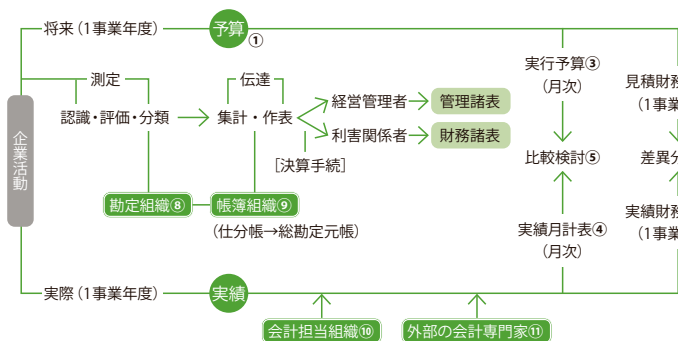 将来（1事業年度）
予算
①
測定
伝達
認識・評価・分類
集計・作表
経営管理者
管理諸表
利害関係者
財務諸表
［決算手続］
企業活動
勘定組織⑧
帳簿組織⑨
（仕分帳→総勘定元帳）
実行予算③
（月次）
比較検討⑤
実績月計表④
（月次）
見積財務
（1事業
差異分
実績財務
（1事業
実際（1事業年度）
実績
会計担当組織⑩
外部の会計専門家⑪